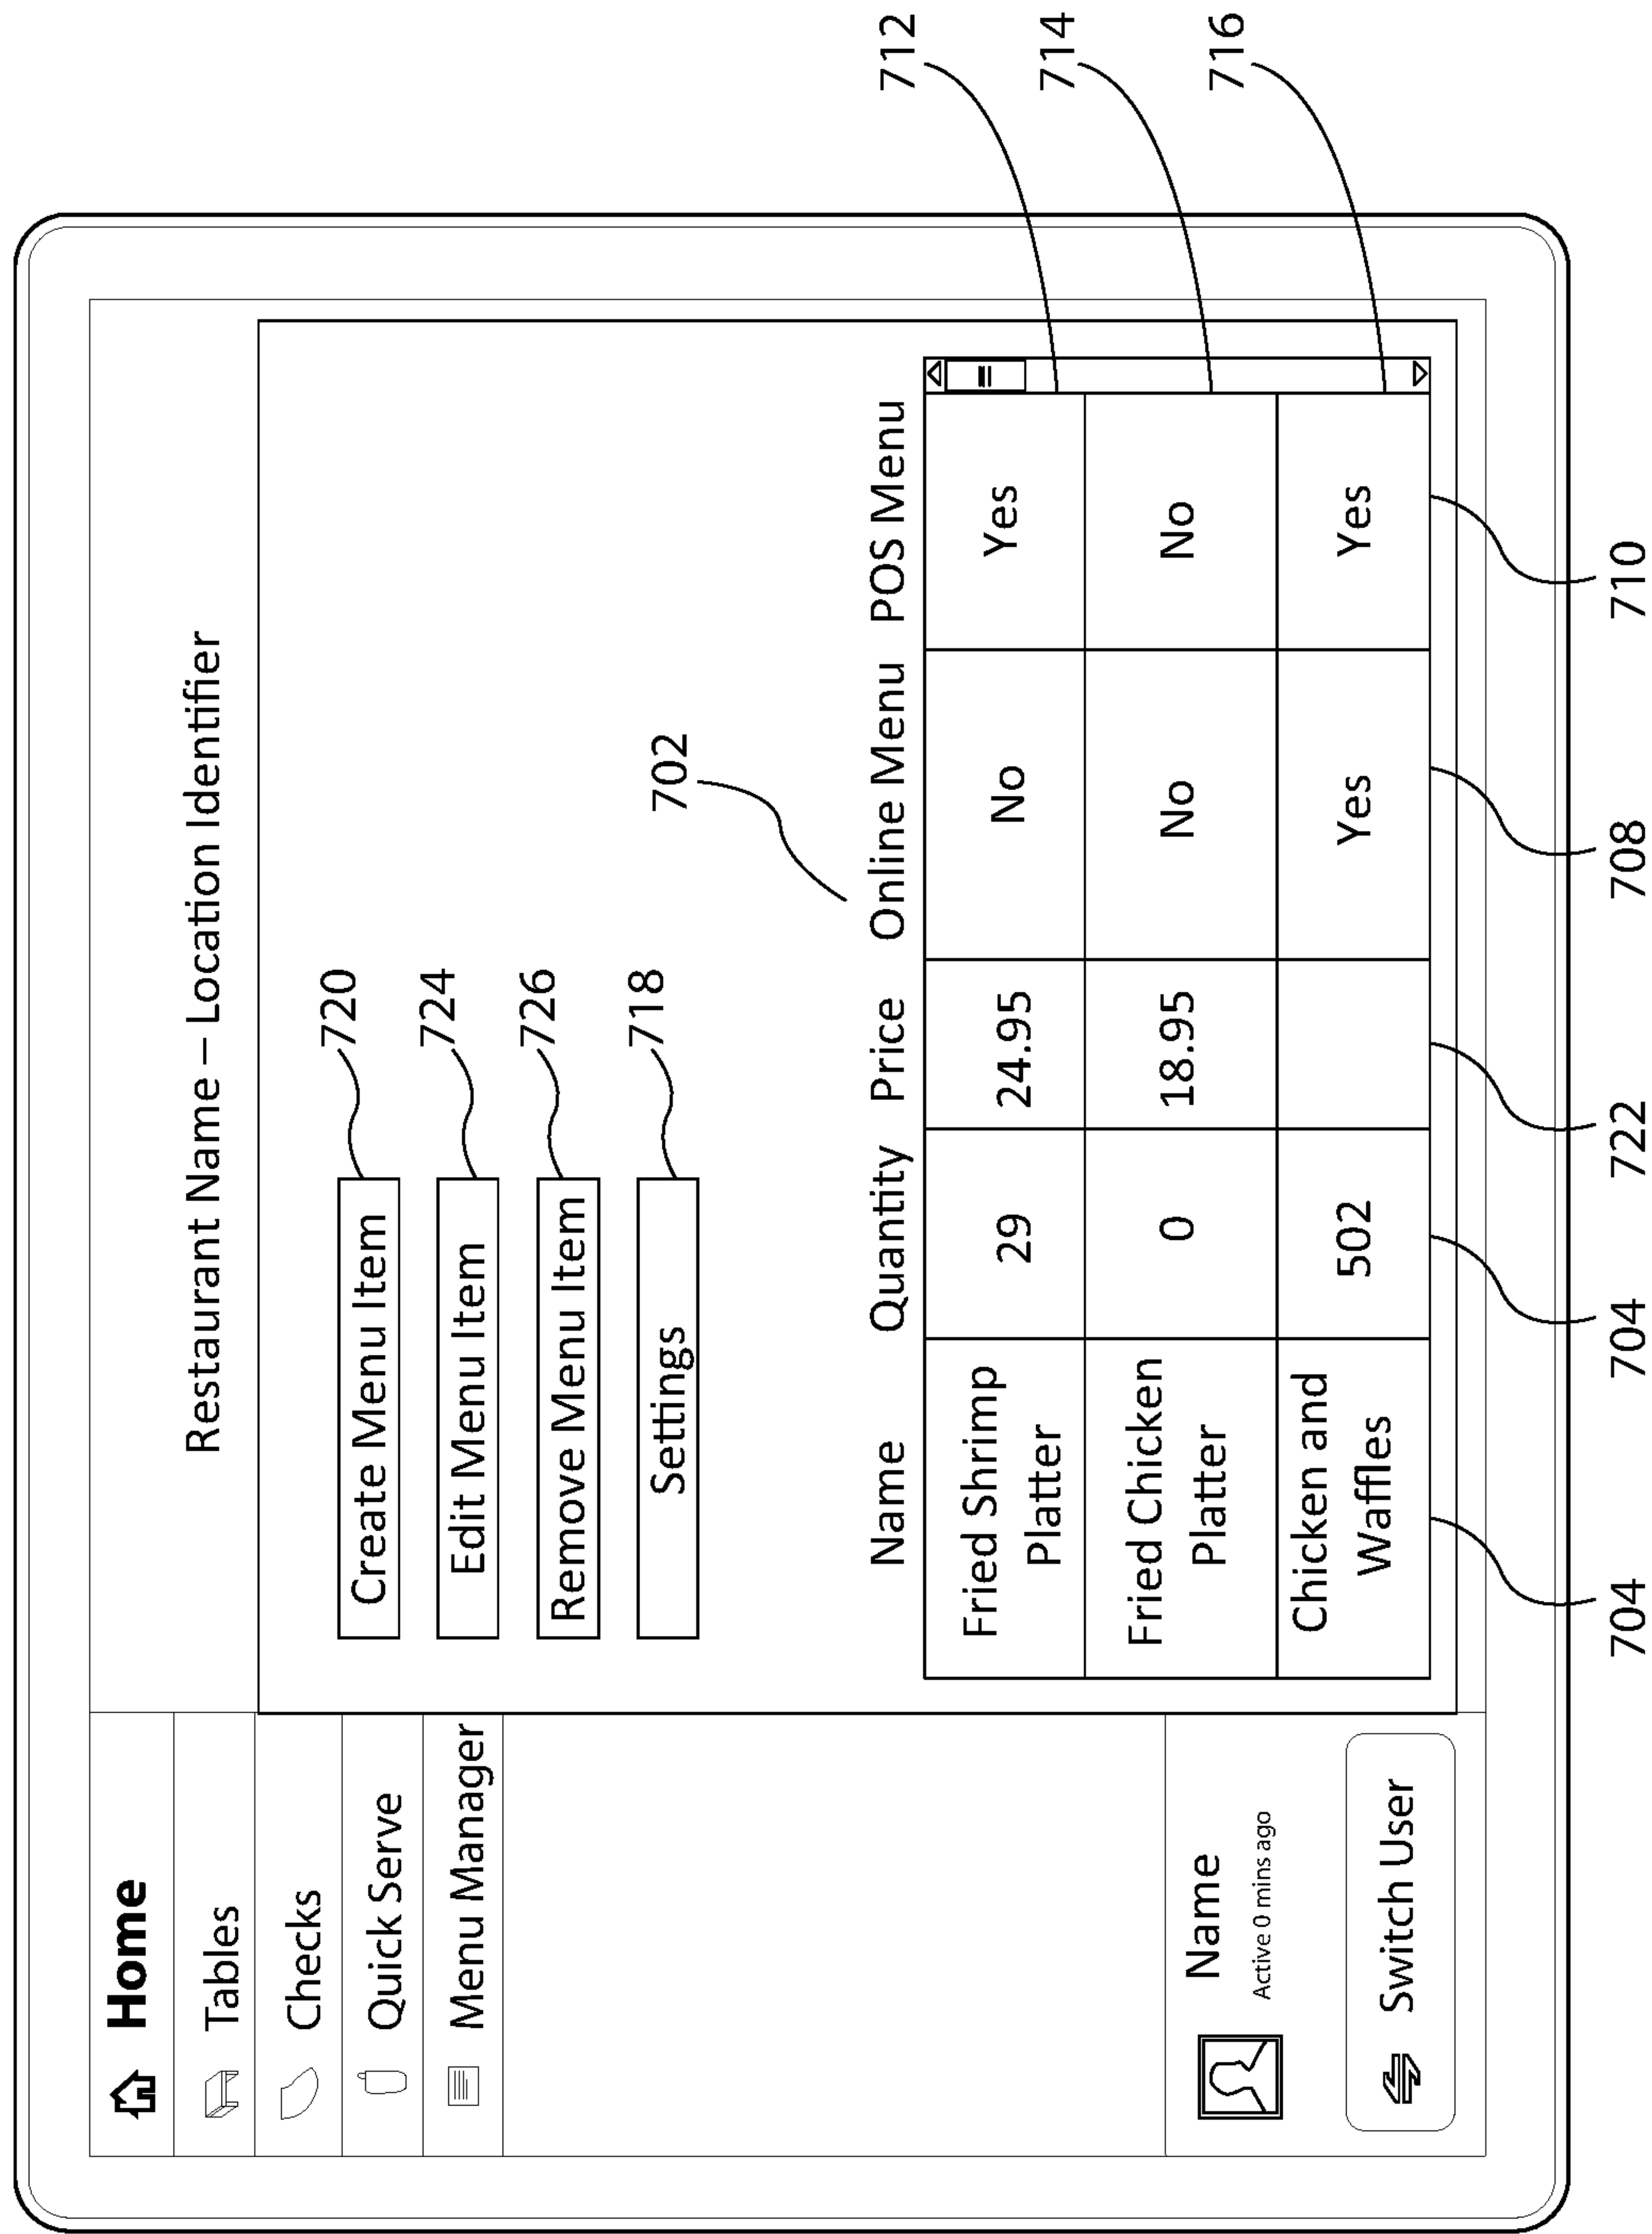 Restaurant Name – Location Identifier
Home
Tables
Checks
Quick Serve
Menu Manager
Name
Active 0 mins ago
Switch User
Create Menu Item
720
Edit Menu Item
724
Remove Menu Item
726
Settings
718
702
Name Quantity Price Online Menu POS Menu
Fried Shrimp
Platter
29 24.95 No Yes
712
Fried Chicken
Platter
0 18.95 No No
714
Chicken and
Waffles
502 Yes Yes
716
704 704 722 708 710